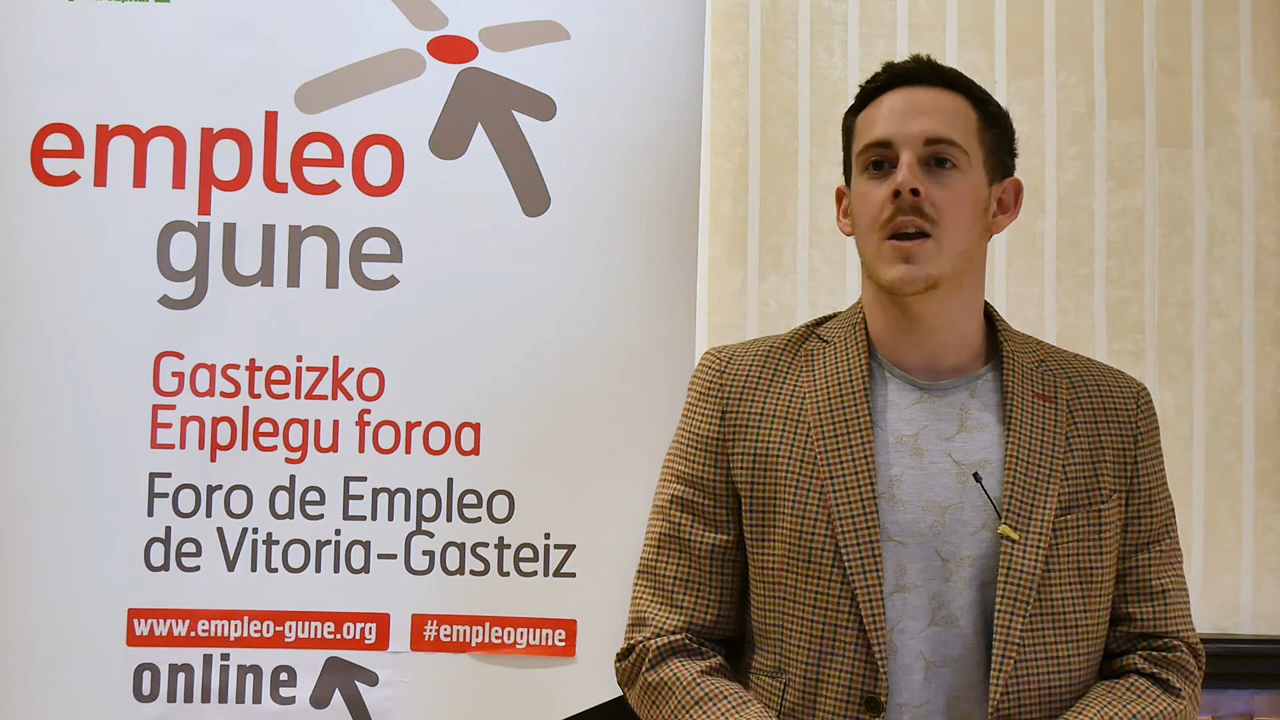 empleo
gune
Gasteizko
Enplegu foroa
Foro de Empleo
de Vitoria-Gasteiz
www.empleo-gune.org
#empleogune
online